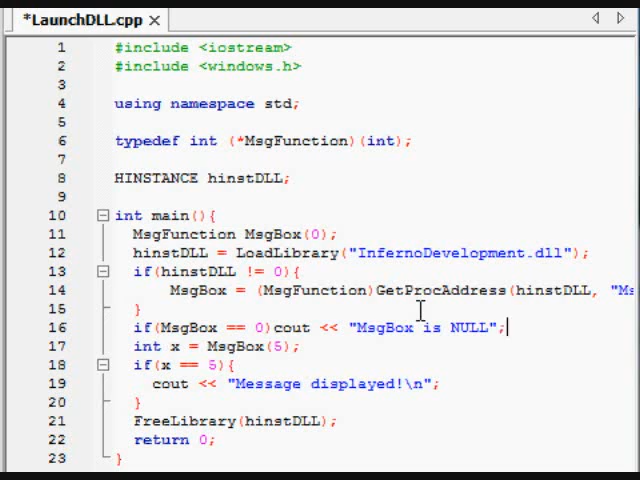 *LaunchDLL.cpp
1 #include <iostream>
2 #include <windows.h>
3
4 using namespace std;
5
6 typedef int (*MsgFunction)(int);
7
8 HINSTANCE hinstDLL;
9
10 int main(){
11 MsgFunction MsgBox(0);
12 hinstDLL = LoadLibrary("InfernoDevelopment.dll");
13 if(hinstDLL != 0){
14 MsgBox = (MsgFunction)GetProcAddress(hinstDLL, "Ms
15 }
16 if(MsgBox == 0)cout << "MsgBox is NULL";
17 int x = MsgBox(5);
18 if(x == 5){
19 cout << "Message displayed!\n";
20 }
21 FreeLibrary(hinstDLL);
22 return 0;
23 }